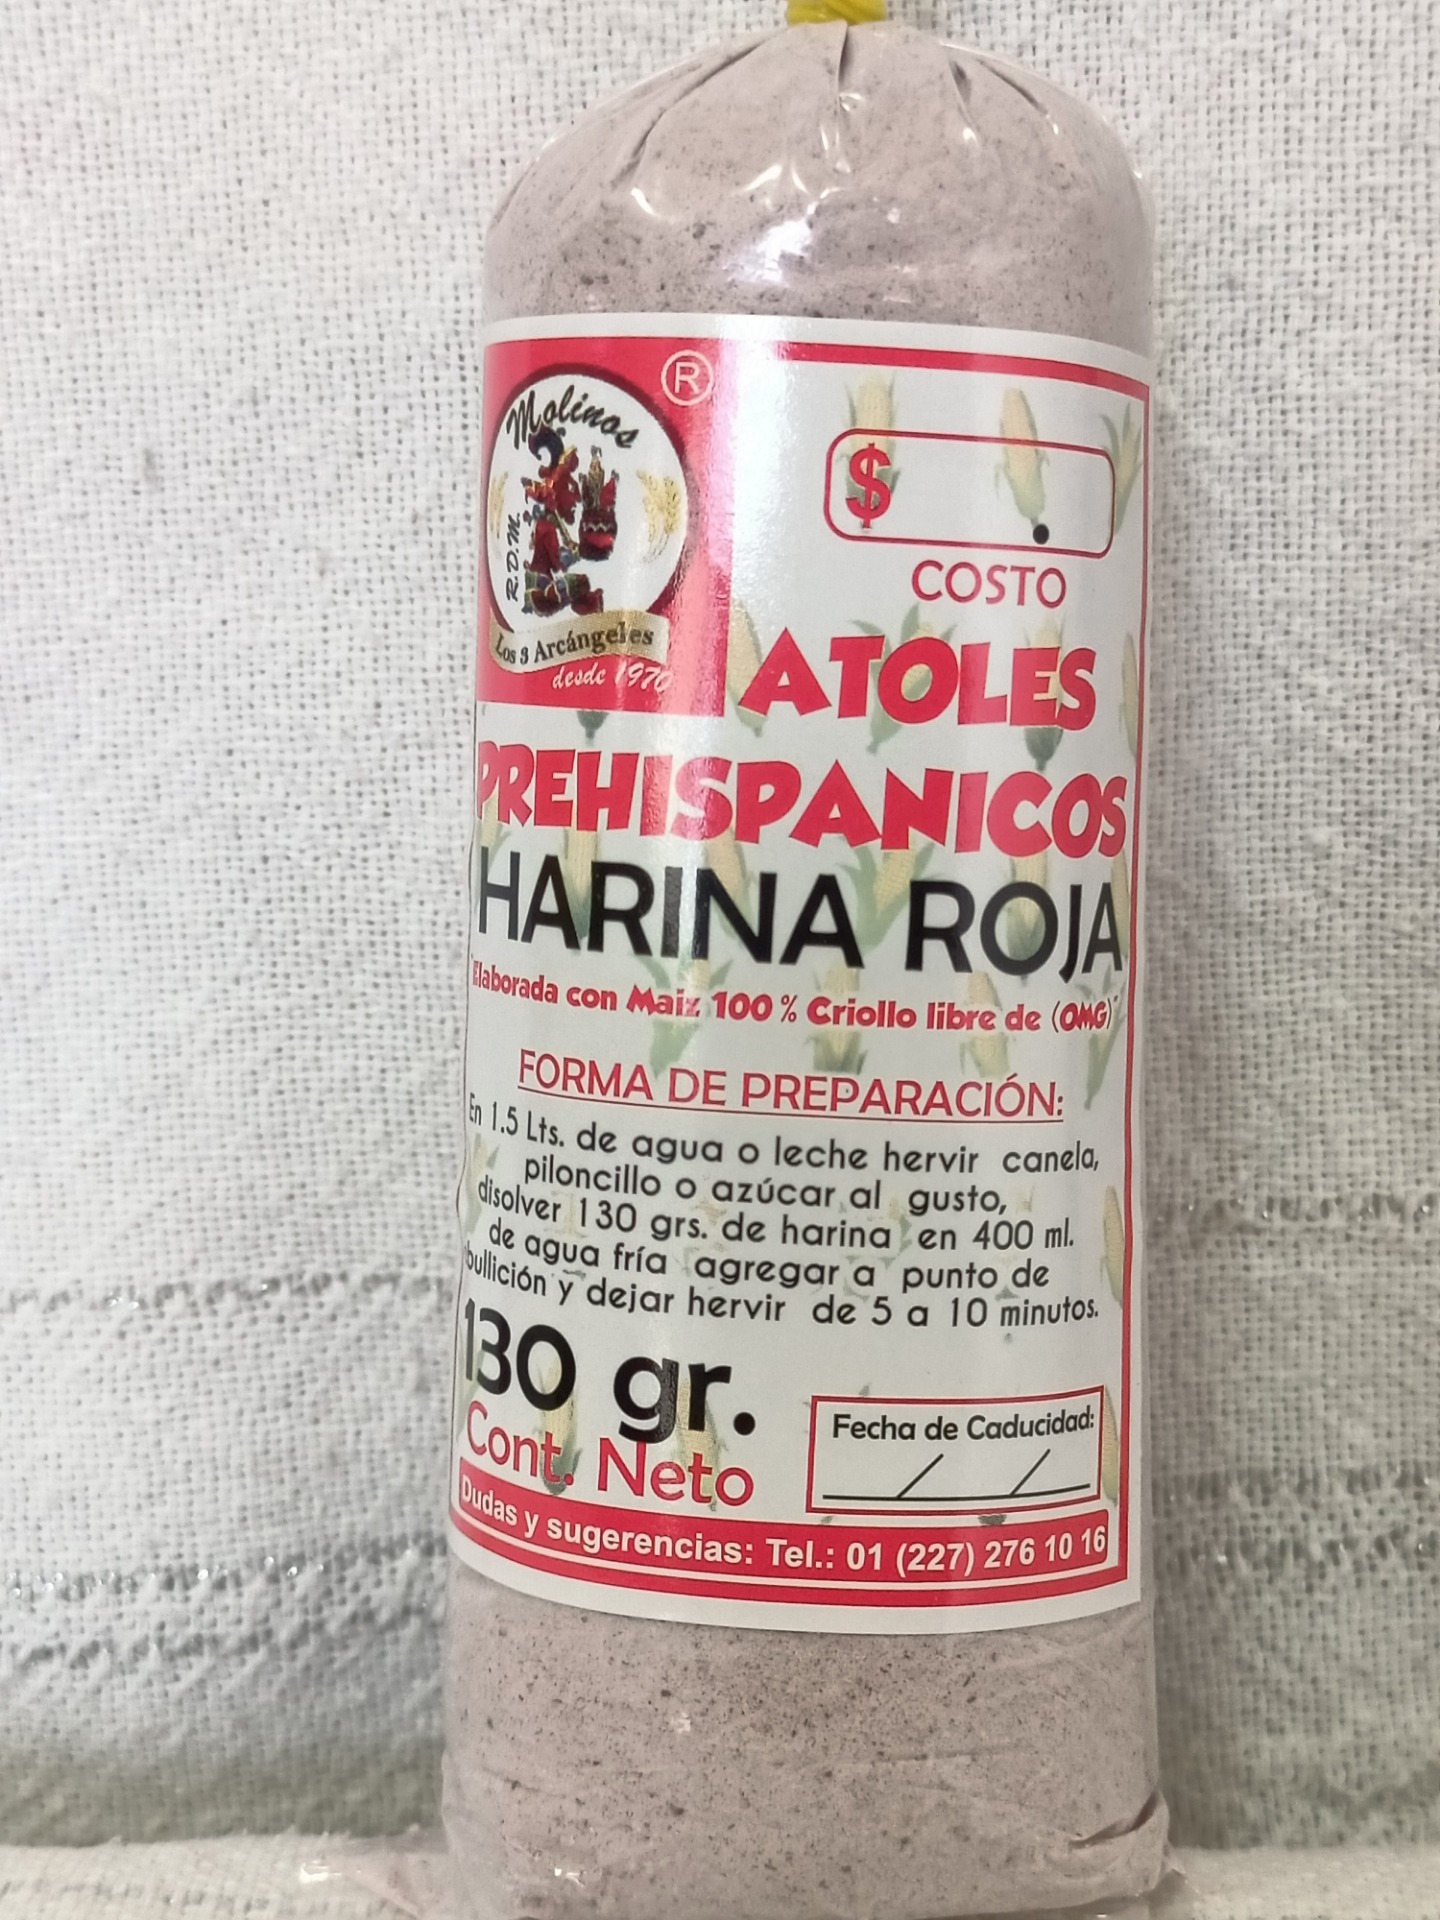 Molinos
®
R.D.M.
Los 3 Arcángeles
desde 1970
$ .
COSTO
ATOLES
PREHISPANICOS
HARINA ROJA
"Elaborada con Maiz 100 % Criollo libre de (OMG)"
FORMA DE PREPARACIÓN:
En 1.5 Lts. de agua o leche hervir canela,
piloncillo o azúcar al gusto,
disolver 130 grs. de harina en 400 ml.
de agua fría agregar a punto de
bullición y dejar hervir de 5 a 10 minutos.
130 gr.
Cont. Neto
Fecha de Caducidad:
/ /
Dudas y sugerencias: Tel.: 01 (227) 276 10 16